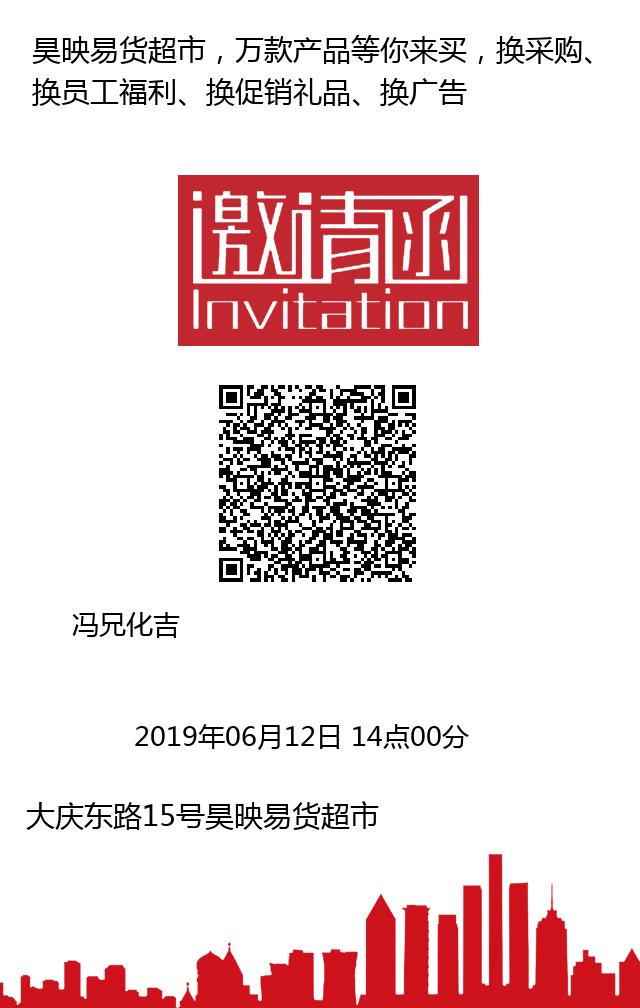 昊映易货超市，万款产品等你来买，换采购、
换员工福利、换促销礼品、换广告
邀请函
Invitation
冯兄化吉
2019年06月12日 14点00分
大庆东路15号昊映易货超市